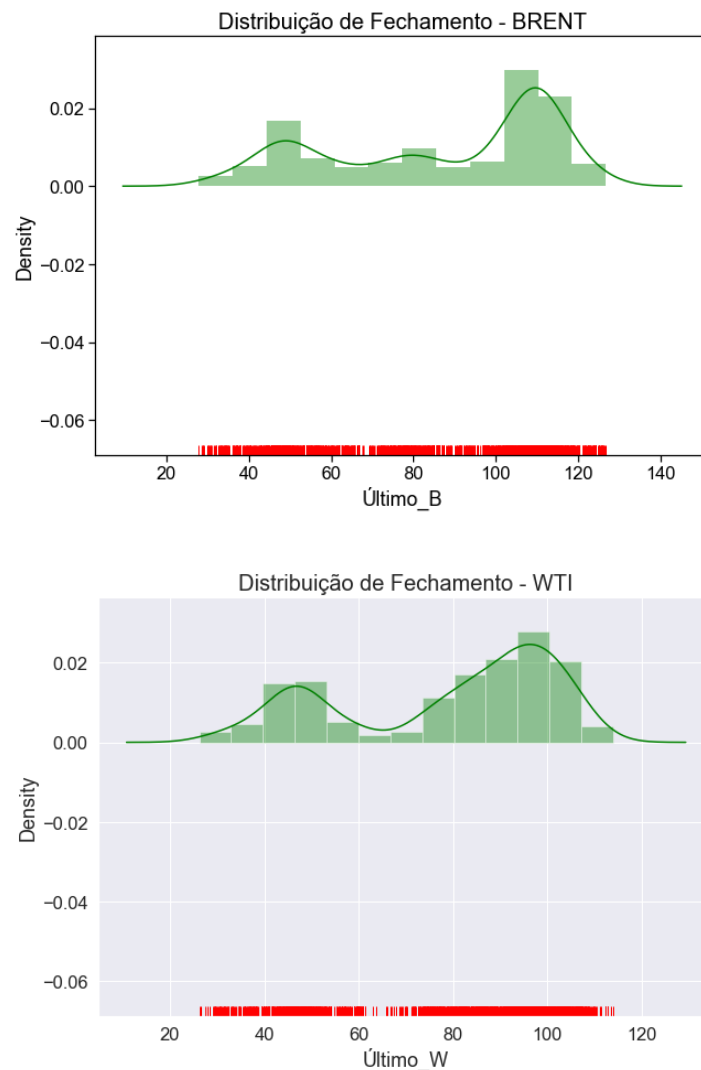 Distribuição de Fechamento - BRENT
0.02
0.00
−0.02
−0.04
−0.06
Density
20 40 60 80 100 120 140
Último_B
Distribuição de Fechamento - WTI
0.02
0.00
−0.02
−0.04
−0.06
Density
20 40 60 80 100 120
Último_W